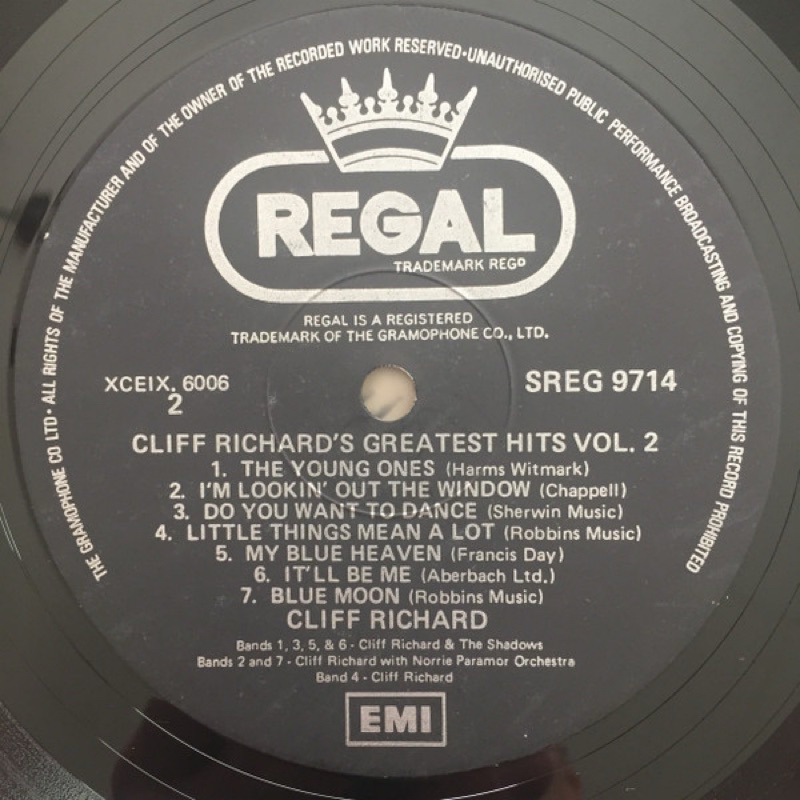 THE GRAMOPHONE CO LTD · ALL RIGHTS OF THE MANUFACTURER AND OF THE OWNER OF THE RECORDED WORK RESERVED · UNAUTHORISED PUBLIC PERFORMANCE BROADCASTING AND COPYING OF THIS RECORD PROHIBITED
REGAL
TRADEMARK REGD
REGAL IS A REGISTERED
TRADEMARK OF THE GRAMOPHONE CO., LTD.
XCEIX. 6006 SREG 9714
2
CLIFF RICHARD'S GREATEST HITS VOL. 2
1. THE YOUNG ONES (Harms Witmark)
2. I'M LOOKIN' OUT THE WINDOW (Chappell)
3. DO YOU WANT TO DANCE (Sherwin Music)
4. LITTLE THINGS MEAN A LOT (Robbins Music)
5. MY BLUE HEAVEN (Francis Day)
6. IT'LL BE ME (Aberbach Ltd.)
7. BLUE MOON (Robbins Music)
CLIFF RICHARD
Bands 1, 3, 5, & 6 - Cliff Richard & The Shadows
Bands 2 and 7 - Cliff Richard with Norrie Paramor Orchestra
Band 4 - Cliff Richard
EMI